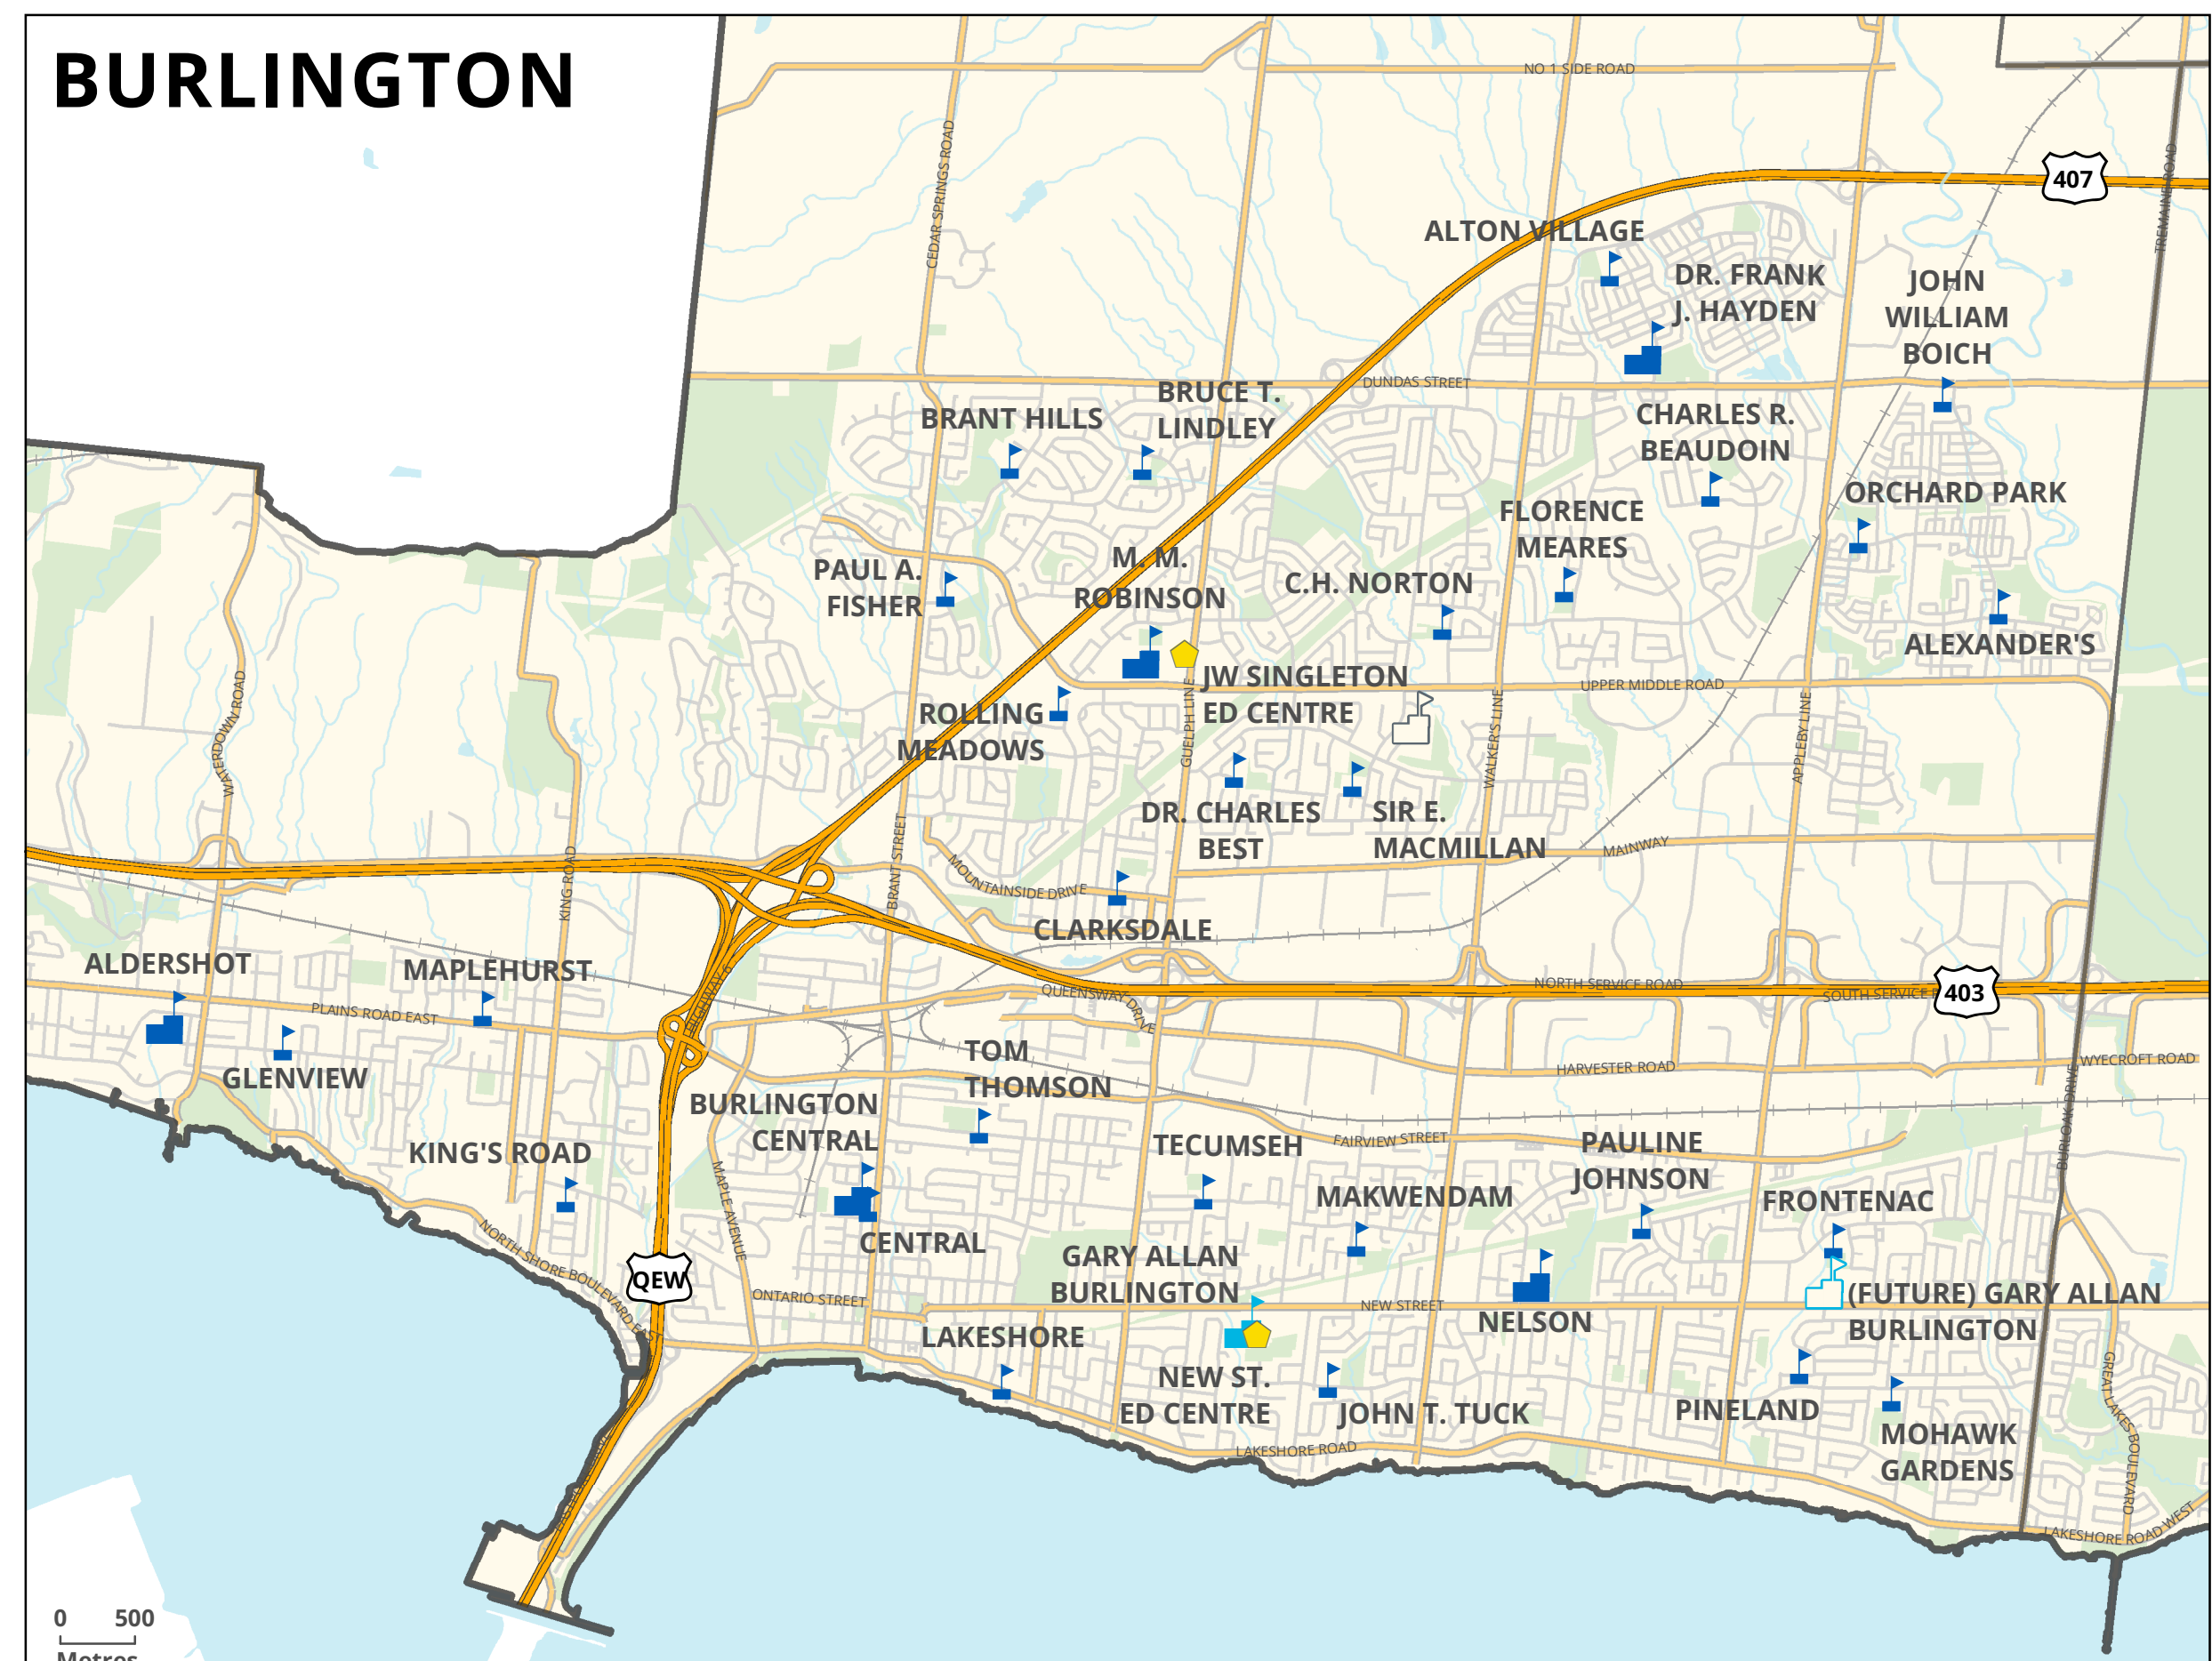 BURLINGTON
NO 1 SIDE ROAD
CEDAR SPRINGS ROAD
TREMAINE ROAD
407
ALTON VILLAGE
DR. FRANK
J. HAYDEN
JOHN
WILLIAM
BOICH
DUNDAS STREET
BRUCE T.
LINDLEY
BRANT HILLS
CHARLES R.
BEAUDOIN
ORCHARD PARK
FLORENCE
MEARES
M. M.
ROBINSON
PAUL A.
FISHER
C.H. NORTON
ALEXANDER'S
JW SINGLETON
ED CENTRE
UPPER MIDDLE ROAD
WATERDOWN ROAD
GUELPH LINE
WALKER'S LINE
APPLEBY LINE
ROLLING
MEADOWS
DR. CHARLES
BEST
SIR E.
MACMILLAN
MAINWAY
KING ROAD
BRANT STREET
MOUNTAINSIDE DRIVE
CLARKSDALE
ALDERSHOT
MAPLEHURST
HIGHWAY 6
QUEENSWAY DRIVE
NORTH SERVICE ROAD
SOUTH SERVICE
403
PLAINS ROAD EAST
GLENVIEW
TOM
THOMSON
HARVESTER ROAD
WYECROFT ROAD
BURLOAK DRIVE
BURLINGTON
CENTRAL
KING'S ROAD
TECUMSEH
FAIRVIEW STREET
PAULINE
JOHNSON
MAPLE AVENUE
MAKWENDAM
FRONTENAC
CENTRAL
NORTH SHORE BOULEVARD EAST
GARY ALLAN
BURLINGTON
QEW
ONTARIO STREET
NEW STREET
NELSON
(FUTURE) GARY ALLAN
BURLINGTON
LAKESHORE
NEW ST.
ED CENTRE
JOHN T. TUCK
PINELAND
MOHAWK
GARDENS
GREAT LAKES BOULEVARD
LAKESHORE ROAD
LAKESHORE ROAD WEST
0 500
Metres